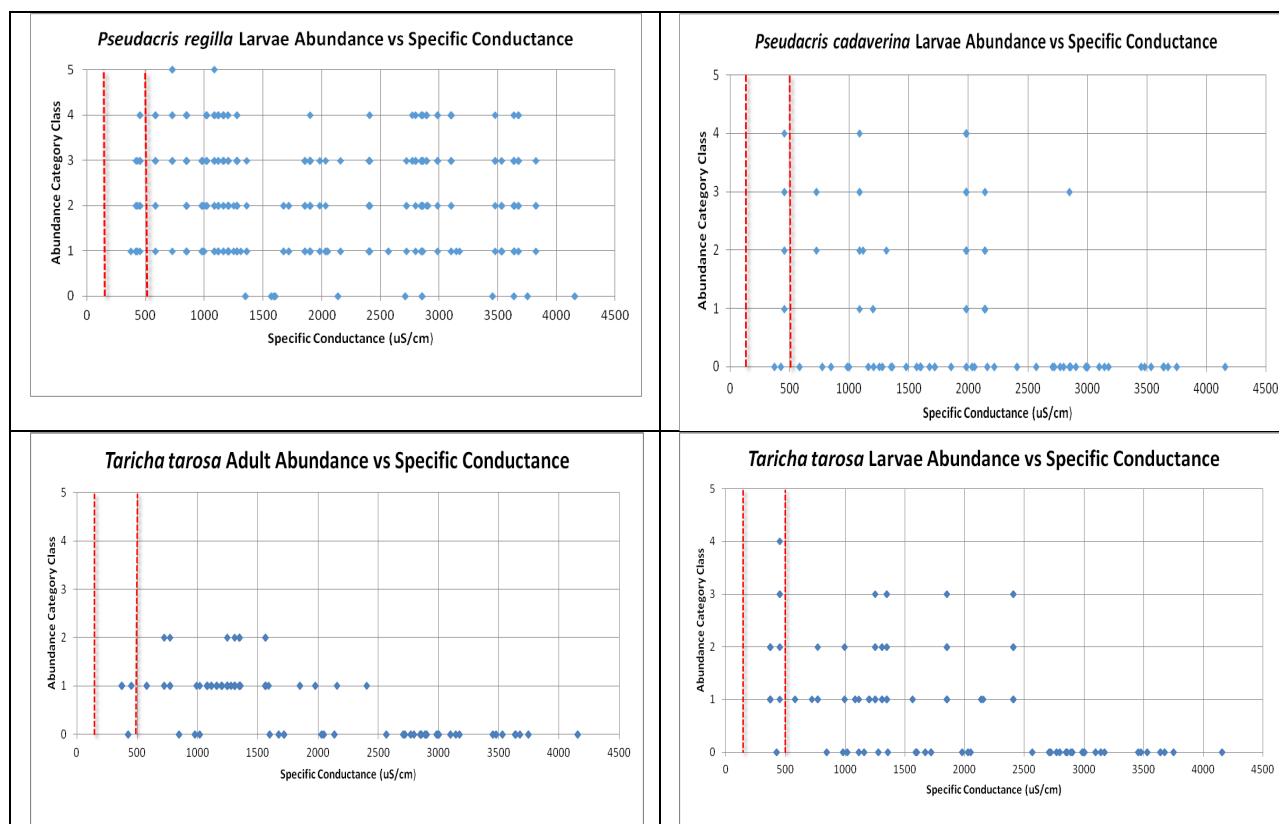 Pseudacris regilla Larvae Abundance vs Specific Conductance
Abundance Category Class
5
4
3
2
1
0
0 500 1000 1500 2000 2500 3000 3500 4000 4500
Specific Conductance (uS/cm)
Pseudacris cadaverina Larvae Abundance vs Specific Conductance
Abundance Category Class
5
4
3
2
1
0
0 500 1000 1500 2000 2500 3000 3500 4000 4500
Specific Conductance (uS/cm)
Taricha tarosa Adult Abundance vs Specific Conductance
Abundance Category Class
5
4
3
2
1
0
0 500 1000 1500 2000 2500 3000 3500 4000 4500
Specific Conductance (uS/cm)
Taricha tarosa Larvae Abundance vs Specific Conductance
Abundance Category Class
5
4
3
2
1
0
0 500 1000 1500 2000 2500 3000 3500 4000 4500
Specific Conductance (uS/cm)